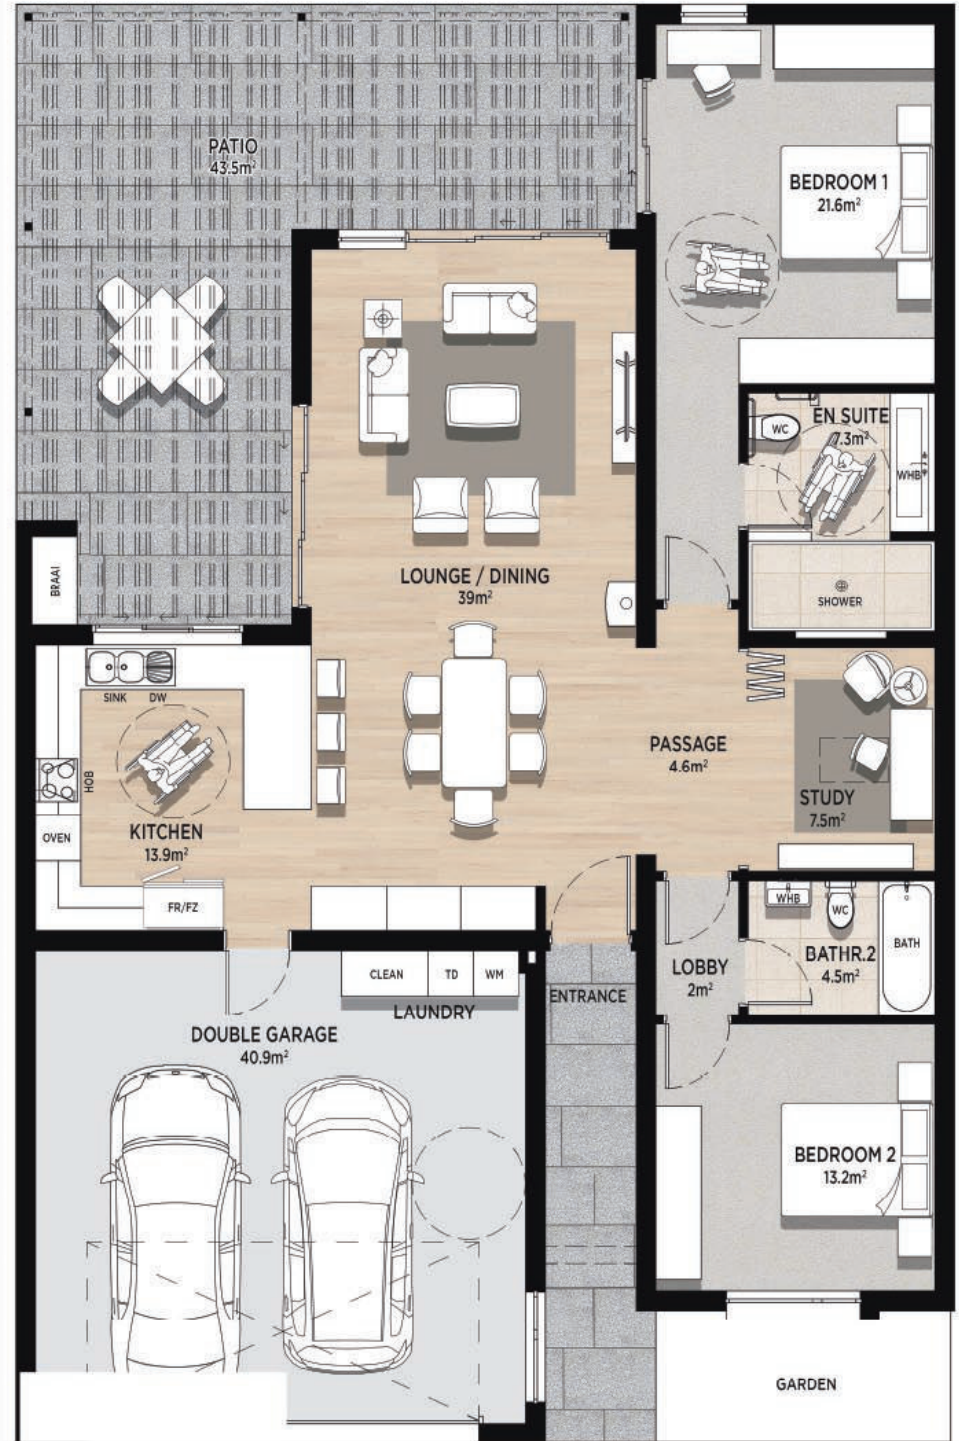 PATIO
43.5m²
BEDROOM 1
21.6m²
EN SUITE
7.3m²
WC
WHB
SHOWER
BRAAI
LOUNGE / DINING
39m²
SINK DW
HOB
OVEN
KITCHEN
13.9m²
FR/FZ
PASSAGE
4.6m²
STUDY
7.5m²
WHB
WC
BATH
BATHR.2
4.5m²
LOBBY
2m²
CLEAN TD WM
LAUNDRY
ENTRANCE
DOUBLE GARAGE
40.9m²
BEDROOM 2
13.2m²
GARDEN